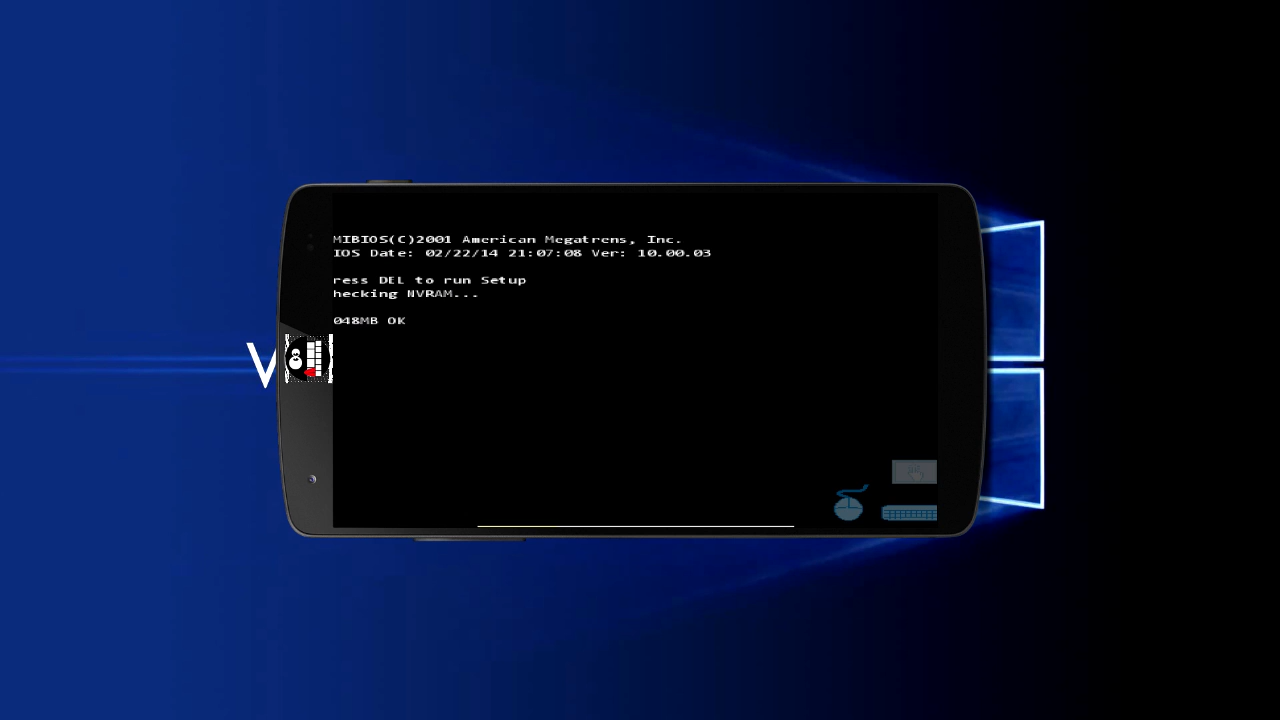 MIBIOS(C)2001 American Megatrens, Inc.
IOS Date: 02/22/14 21:07:08 Ver: 10.00.03
ress DEL to run Setup
hecking NVRAM...
048MB OK
V